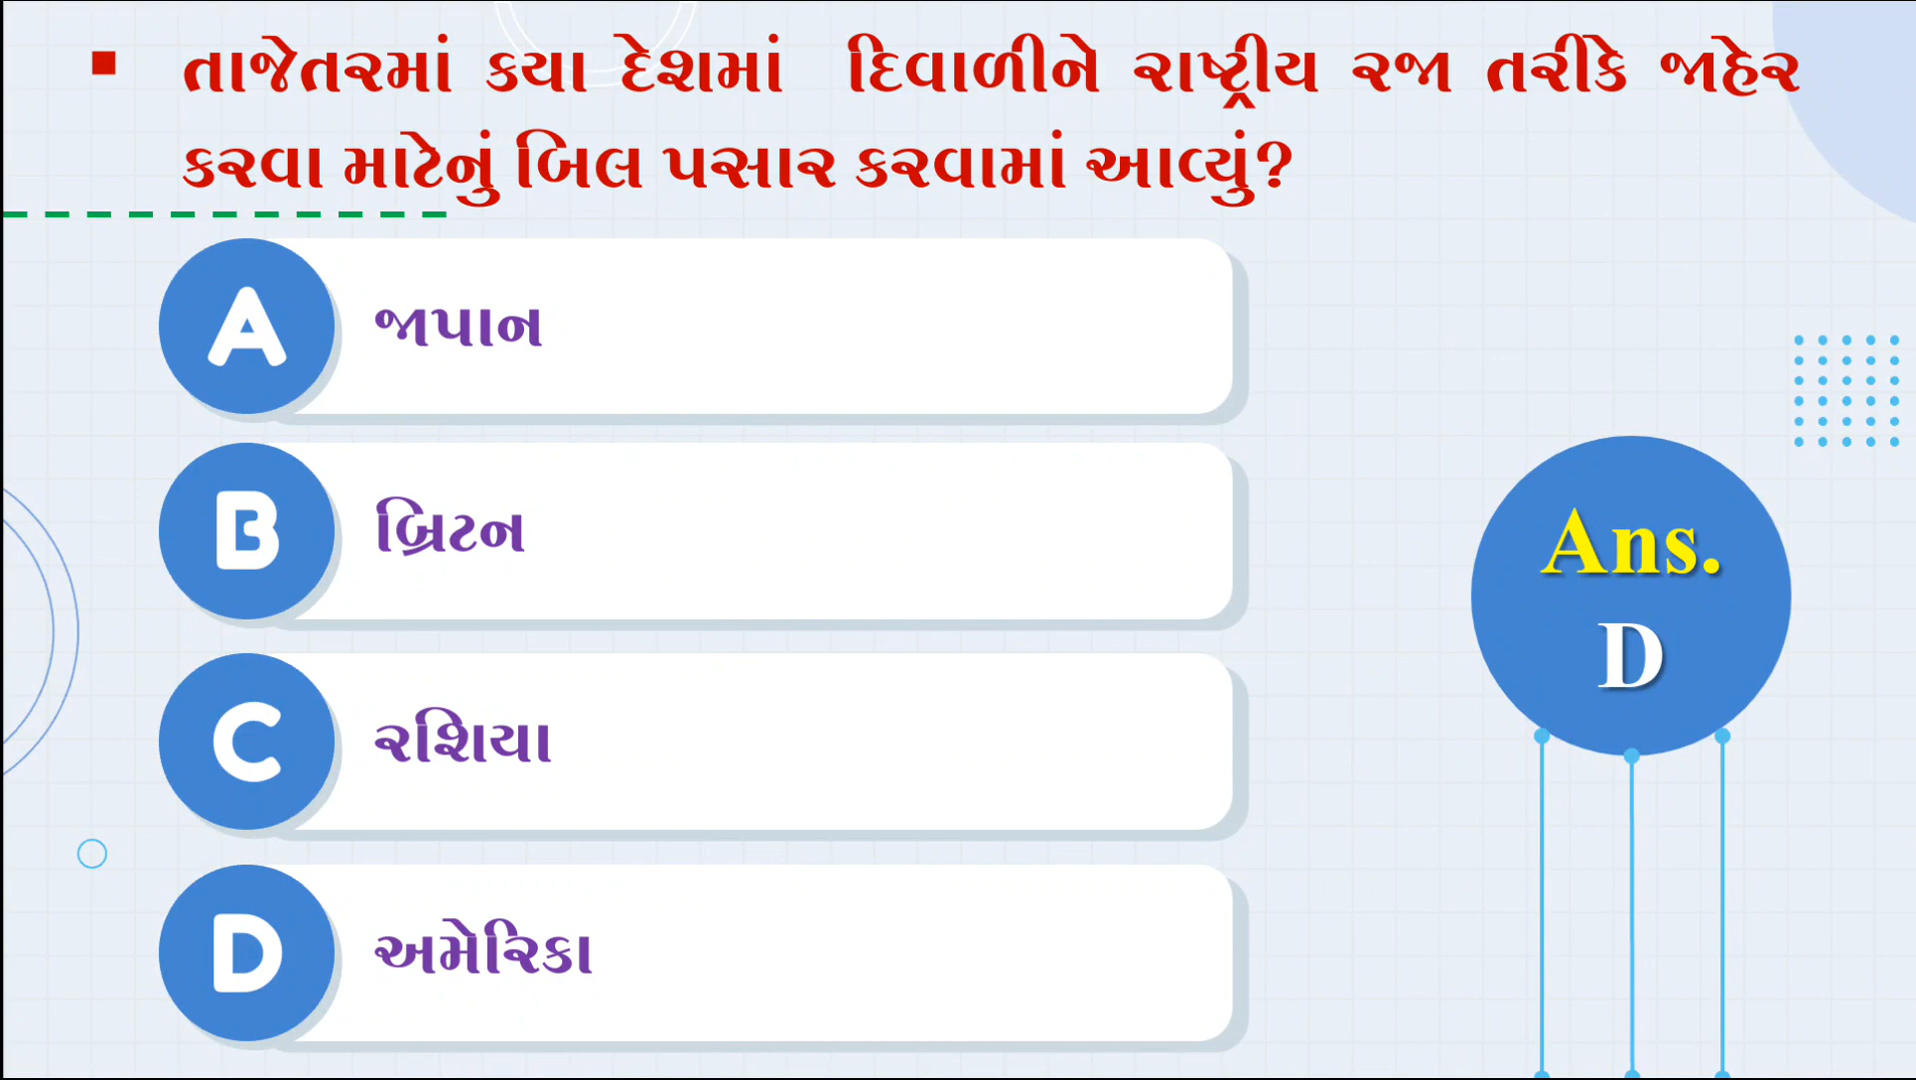 ▪ તાજેતરમાં કયા દેશમાં દિવાળીને રાષ્ટ્રીય રજા તરીકે જાહેર
કરવા માટેનું બિલ પસાર કરવામાં આવ્યું?
A જાપાન
B બ્રિટન
C રશિયા
D અમેરિકા
Ans.
D